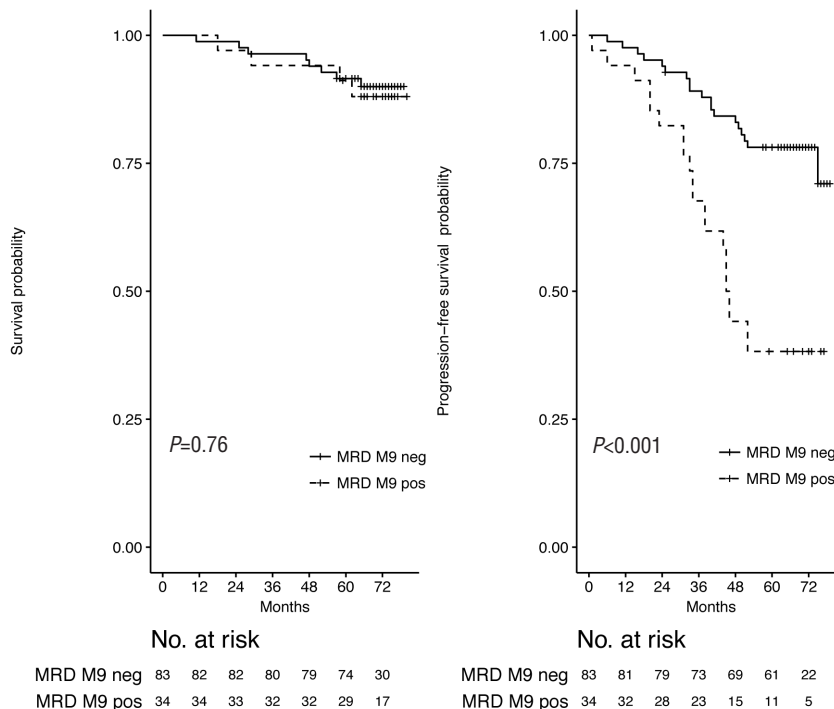 Survival probability
1.00
0.75
0.50
0.25
0.00
P=0.76
MRD M9 neg
MRD M9 pos
0 12 24 36 48 60 72
Months
No. at risk
MRD M9 neg 83 82 82 80 79 74 30
MRD M9 pos 34 34 33 32 32 29 17
Progression−free survival probability
1.00
0.75
0.50
0.25
0.00
P<0.001
MRD M9 neg
MRD M9 pos
0 12 24 36 48 60 72
Months
No. at risk
MRD M9 neg 83 81 79 73 69 61 22
MRD M9 pos 34 32 28 23 15 11 5